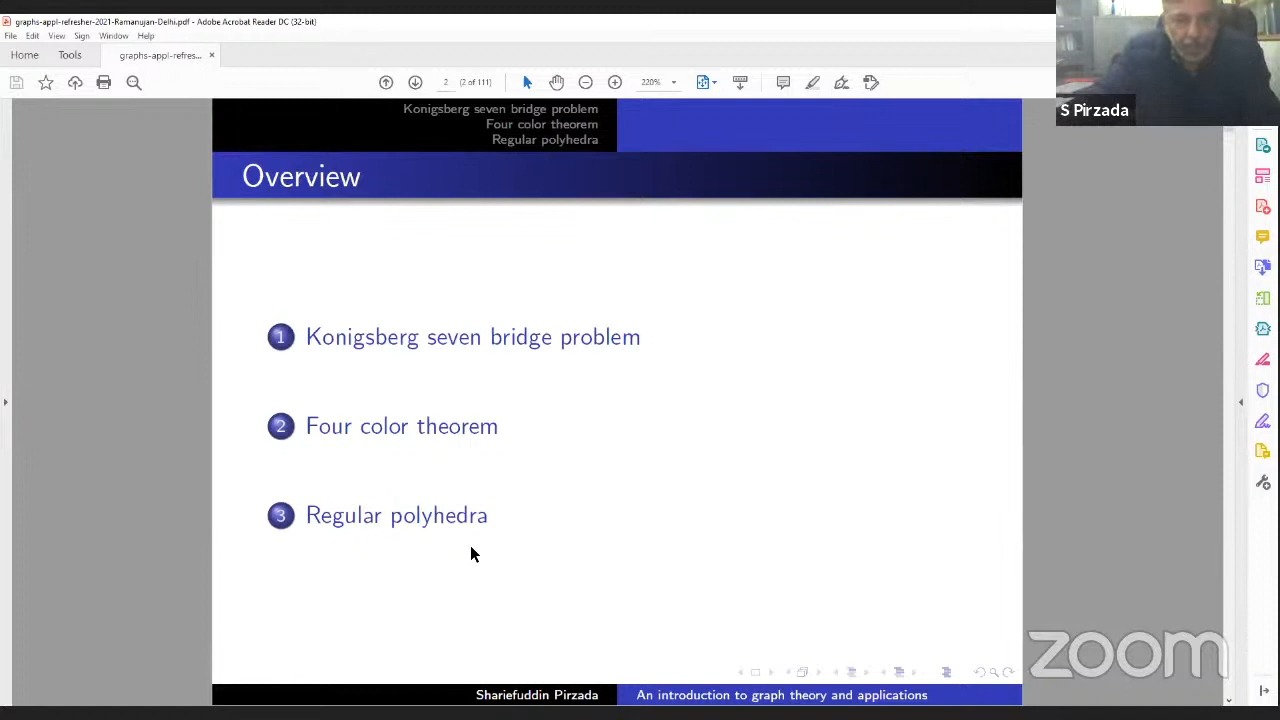 graphs-appl-refresher-2021-Ramanujan-Delhi.pdf - Adobe Acrobat Reader DC (32-bit)
File Edit View Sign Window Help
Home Tools graphs-appl-refres... ×
2 (2 of 111) 220%
S Pirzada
Konigsberg seven bridge problem
Four color theorem
Regular polyhedra
Overview
1 Konigsberg seven bridge problem
2 Four color theorem
3 Regular polyhedra
zoom
Shariefuddin Pirzada An introduction to graph theory and applications